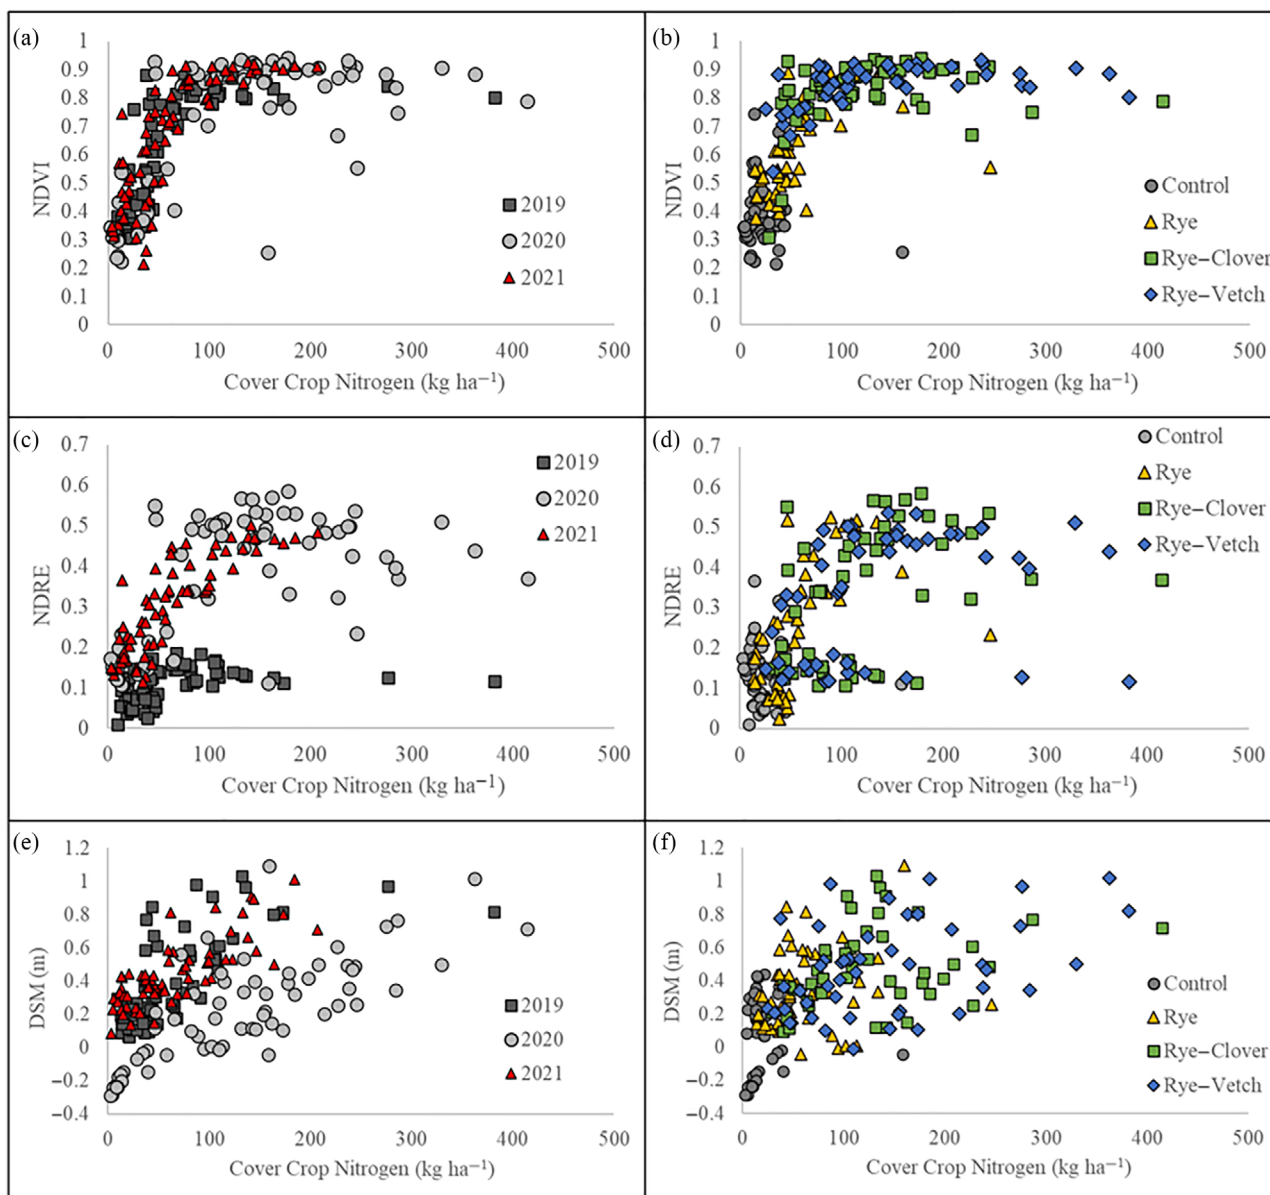 (a)
1
0.9
0.8
0.7
0.6
0.5
0.4
0.3
0.2
0.1
0
NDVI
2019
2020
2021
0 100 200 300 400 500
Cover Crop Nitrogen (kg ha⁻¹)
(b)
1
0.9
0.8
0.7
0.6
0.5
0.4
0.3
0.2
0.1
0
NDVI
Control
Rye
Rye–Clover
Rye–Vetch
0 100 200 300 400 500
Cover Crop Nitrogen (kg ha⁻¹)
(c)
0.7
0.6
0.5
0.4
0.3
0.2
0.1
0
NDRE
2019
2020
2021
0 100 200 300 400 500
Cover Crop Nitrogen (kg ha⁻¹)
(d)
0.7
0.6
0.5
0.4
0.3
0.2
0.1
0
NDRE
Control
Rye
Rye–Clover
Rye–Vetch
0 100 200 300 400 500
Cover Crop Nitrogen (kg ha⁻¹)
(e)
1.2
1
0.8
0.6
0.4
0.2
0
−0.2
−0.4
DSM (m)
2019
2020
2021
0 100 200 300 400 500
Cover Crop Nitrogen (kg ha⁻¹)
(f)
1.2
1
0.8
0.6
0.4
0.2
0
−0.2
−0.4
DSM (m)
Control
Rye
Rye–Clover
Rye–Vetch
0 100 200 300 400 500
Cover Crop Nitrogen (kg ha⁻¹)